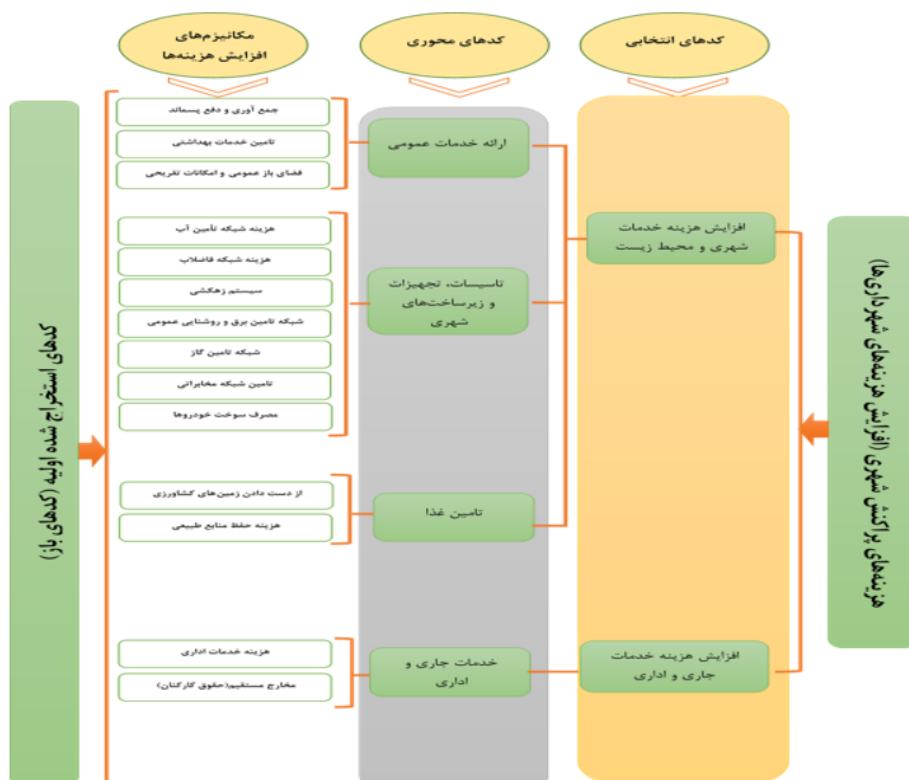 کدهای انتخابی
کدهای محوری
مکانیزم‌های
افزایش هزینه‌ها
هزینه‌های پراکنش شهری (افزایش هزینه‌های شهرداری‌ها)
افزایش هزینه خدمات
شهری و محیط زیست
افزایش هزینه خدمات
جاری و اداری
ارائه خدمات عمومی
تاسیسات، تجهیزات
و زیرساخت‌های
شهری
تامین غذا
خدمات جاری و
اداری
جمع آوری و دفع پسماند
تامین خدمات بهداشتی
فضای باز عمومی و امکانات تفریحی
هزینه شبکه تأمین آب
هزینه شبکه فاضلاب
سیستم زهکشی
شبکه تامین برق و روشنایی عمومی
شبکه تامین گاز
تامین شبکه مخابراتی
مصرف سوخت خودروها
از دست دادن زمین‌های کشاورزی
هزینه حفظ منابع طبیعی
هزینه خدمات اداری
مخارج مستقیم(حقوق کارکنان)
کدهای استخراج شده اولیه (کدهای باز)